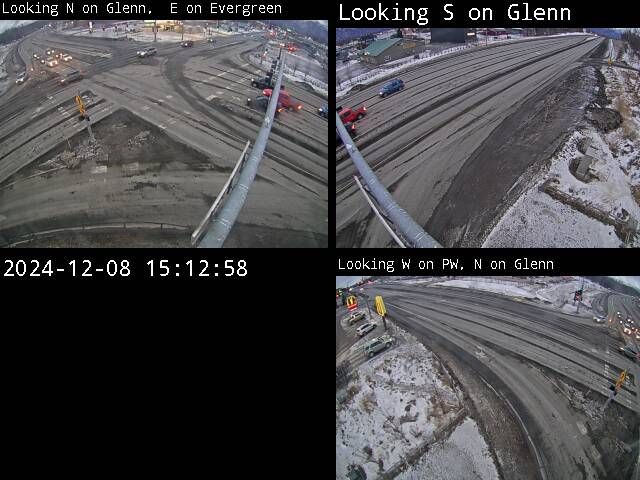 Looking N on Glenn, E on Evergreen
Looking S on Glenn
2024-12-08 15:12:58
Looking W on PW, N on Glenn